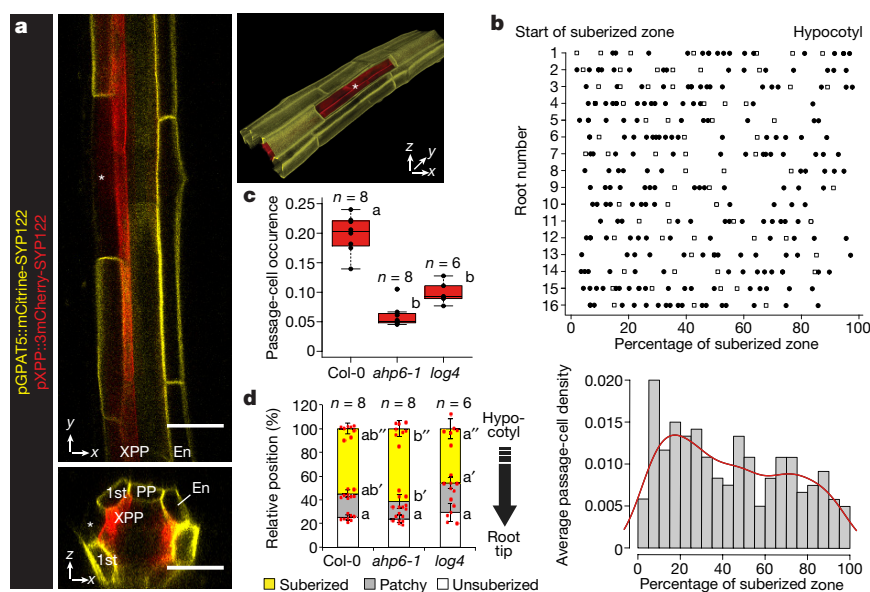 a
pGPAT5::mCitrine-SYP122
pXPP::3mCherry-SYP122
*
y
x
XPP
En
1st
PP
En
XPP
*
1st
z
x
*
z
y
x
b
Start of suberized zone
Hypocotyl
Root number
1
2
3
4
5
6
7
8
9
10
11
12
13
14
15
16
0
20
40
60
80
100
Percentage of suberized zone
c
Passage-cell occurence
0.25
0.20
0.15
0.10
0.05
0
n = 8
a
n = 8
b
n = 6
b
Col-0
ahp6-1
log4
d
Relative position (%)
120
100
80
60
40
20
0
n = 8
n = 8
n = 6
ab″
b″
a″
ab′
b′
a′
a
a
a
Col-0
ahp6-1
log4
Hypo-
cotyl
Root
tip
Suberized
Patchy
Unsuberized
Average passage-cell density
0.020
0.015
0.010
0.005
0
0
20
40
60
80
100
Percentage of suberized zone